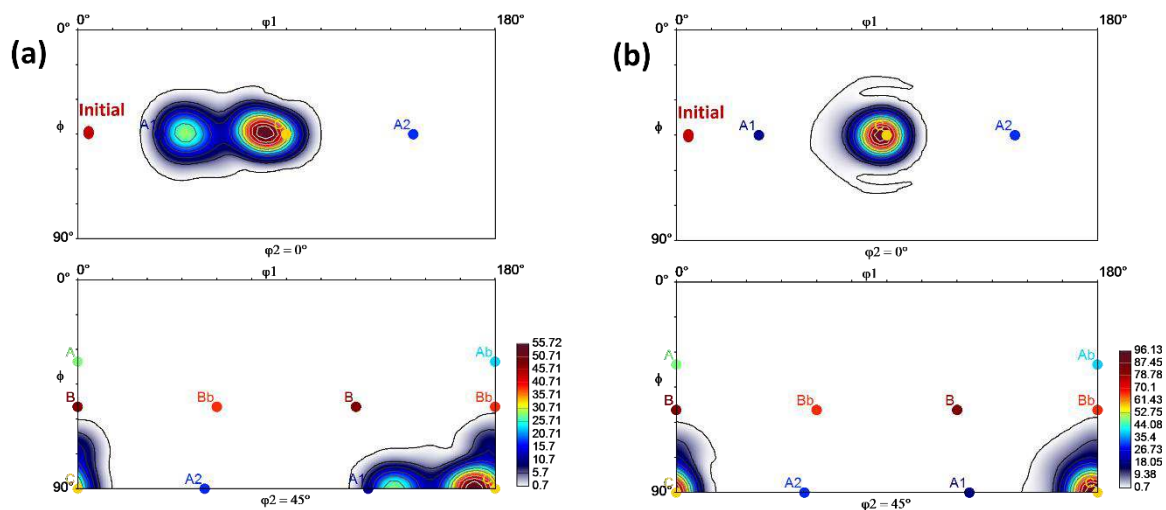 (a)
0°
φ1
180°
0°
Initial
A1
C
A2
ϕ
90°
φ2 = 0°
0°
φ1
180°
0°
A
Ab
ϕ
B
Bb
B
Bb
C
A2
A1
C
90°
φ2 = 45°
55.72
50.71
45.71
40.71
35.71
30.71
25.71
20.71
15.7
10.7
5.7
0.7
(b)
0°
φ1
180°
0°
Initial
A1
C
A2
ϕ
90°
φ2 = 0°
0°
φ1
180°
0°
A
Ab
ϕ
B
Bb
B
Bb
C
A2
A1
C
90°
φ2 = 45°
96.13
87.45
78.78
70.1
61.43
52.75
44.08
35.4
26.73
18.05
9.38
0.7